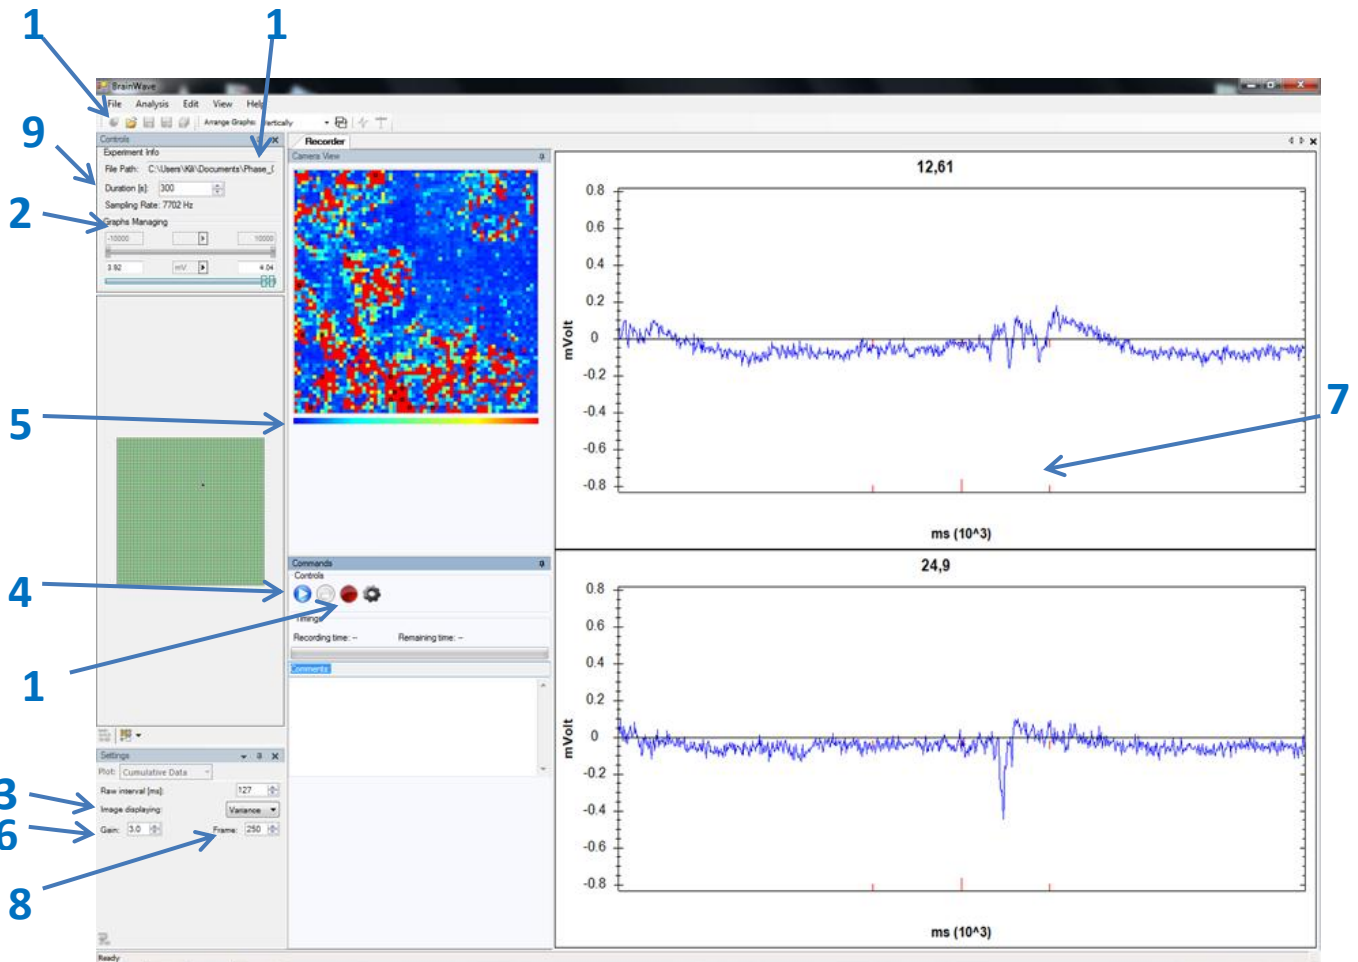 1
1
BrainWave
File Analysis Edit View Help
Arrange Graphs: Vertically
Controls
Recorder
Experiment Info
Camera View
File Path: C:\Users\Kili\Documents\Phase_(
9
Duration [s]: 300
Sampling Rate: 7702 Hz
2
Graphs Managing
-10000 10000
3.92 mV 4.04
12,61
0.8
0.6
0.4
0.2
0
-0.2
-0.4
-0.6
-0.8
mVolt
ms (10^3)
7
5
4
Commands
Controls
Timings
Recording time: -- Remaining time: --
Comments
1
24,9
0.8
0.6
0.4
0.2
0
-0.2
-0.4
-0.6
-0.8
mVolt
ms (10^3)
Settings
Plot: Cumulative Data
Raw interval [ms]: 127
3
Image displaying: Variance
6
Gain: 3.0 Frame: 250
8
Ready